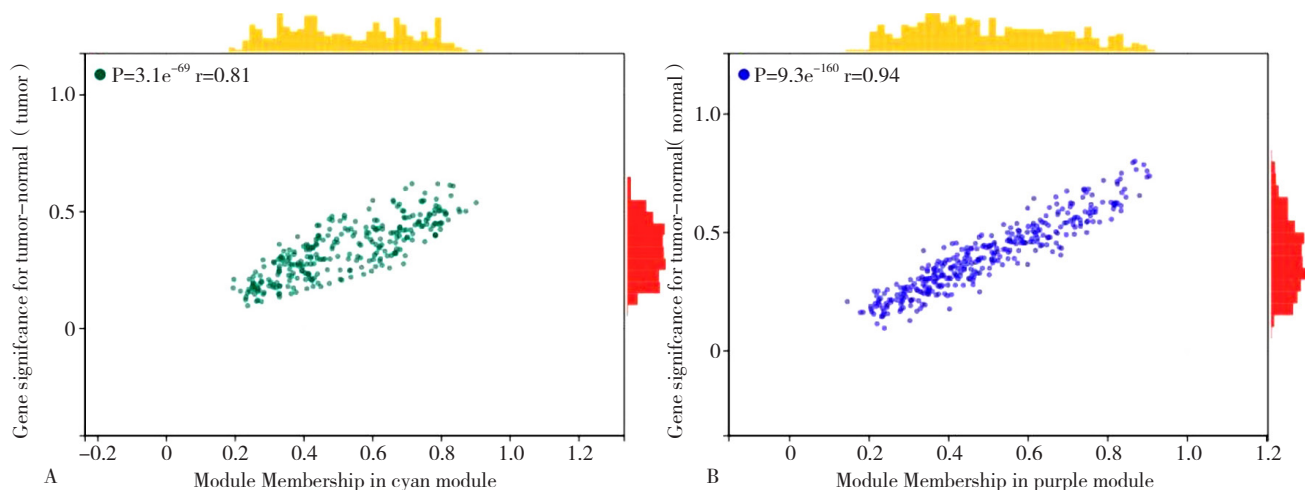 P=3.1e⁻⁶⁹ r=0.81
Gene signifcance for tumor-normal ( tumor )
1.0
0.5
0
-0.2 0 0.2 0.4 0.6 0.8 1.0 1.2
A
Module Membership in cyan module
P=9.3e⁻¹⁶⁰ r=0.94
Gene signifcance for tumor-normal( normal )
1.0
0.5
0
0 0.2 0.4 0.6 0.8 1.0 1.2
B
Module Membership in purple module